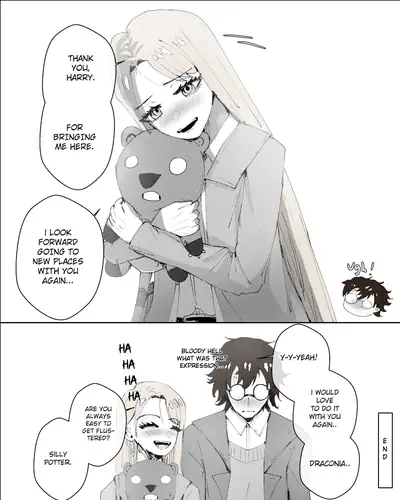 THANK
YOU,
HARRY.
FOR
BRINGING
ME HERE.
I LOOK
FORWARD
GOING
TO NEW
PLACES
WITH YOU
AGAIN...
Ugh!
Y-Y-YEAH!
I WOULD
LOVE TO
DO IT
WITH YOU
AGAIN..
DRACONIA..
BLOODY HELL
WHAT WAS THAT
EXPRESSION...
HA
HA
HA
HA
ARE YOU
ALWAYS
EASY TO
GET FLUS-
TERED?
SILLY
POTTER.
END